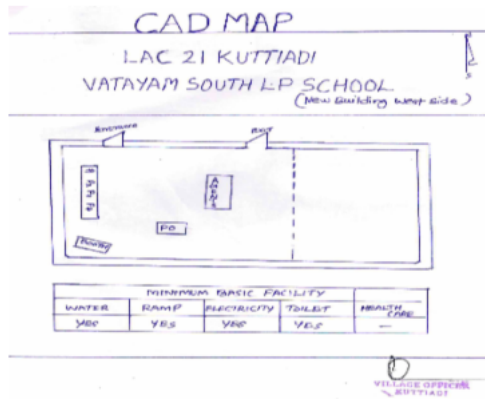 CAD MAP
LAC 21 KUTTIADI
VATAYAM SOUTH LP SCHOOL
(New Building West Side)
ENTRANCE
EXIT
AGENTS
PO
MINIMUM BASIC FACILITY
WATER RAMP ELECTRICITY TOILET HEALTH CARE
YES YES YES YES —
VILLAGE OFFICER
KUTTIADI